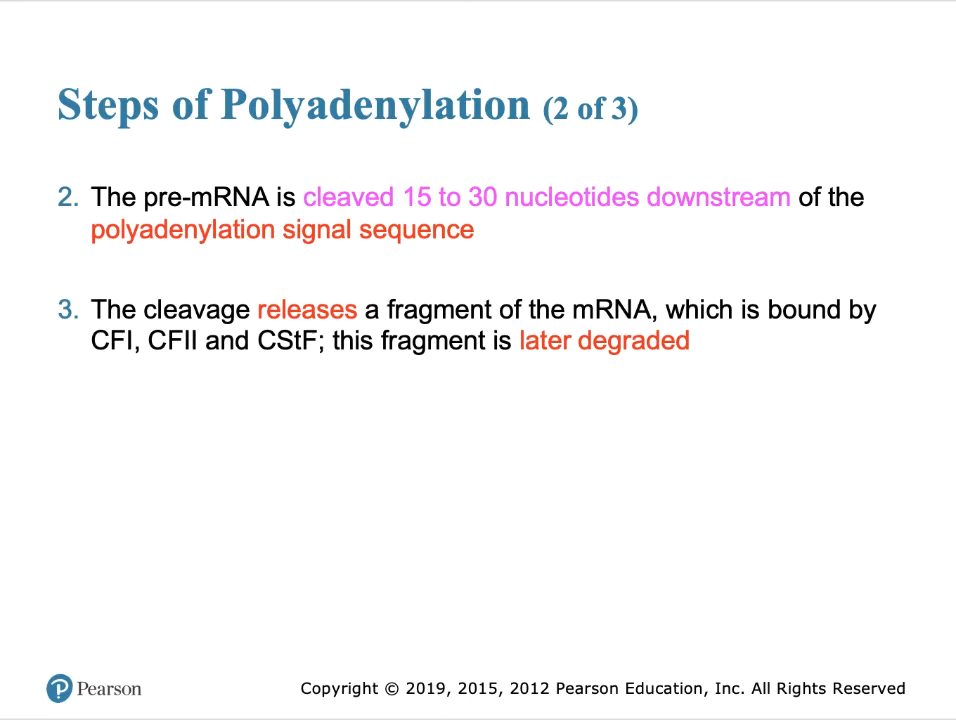 Steps of Polyadenylation (2 of 3)
2. The pre-mRNA is cleaved 15 to 30 nucleotides downstream of the
polyadenylation signal sequence
3. The cleavage releases a fragment of the mRNA, which is bound by
CFI, CFII and CStF; this fragment is later degraded
Pearson
Copyright © 2019, 2015, 2012 Pearson Education, Inc. All Rights Reserved